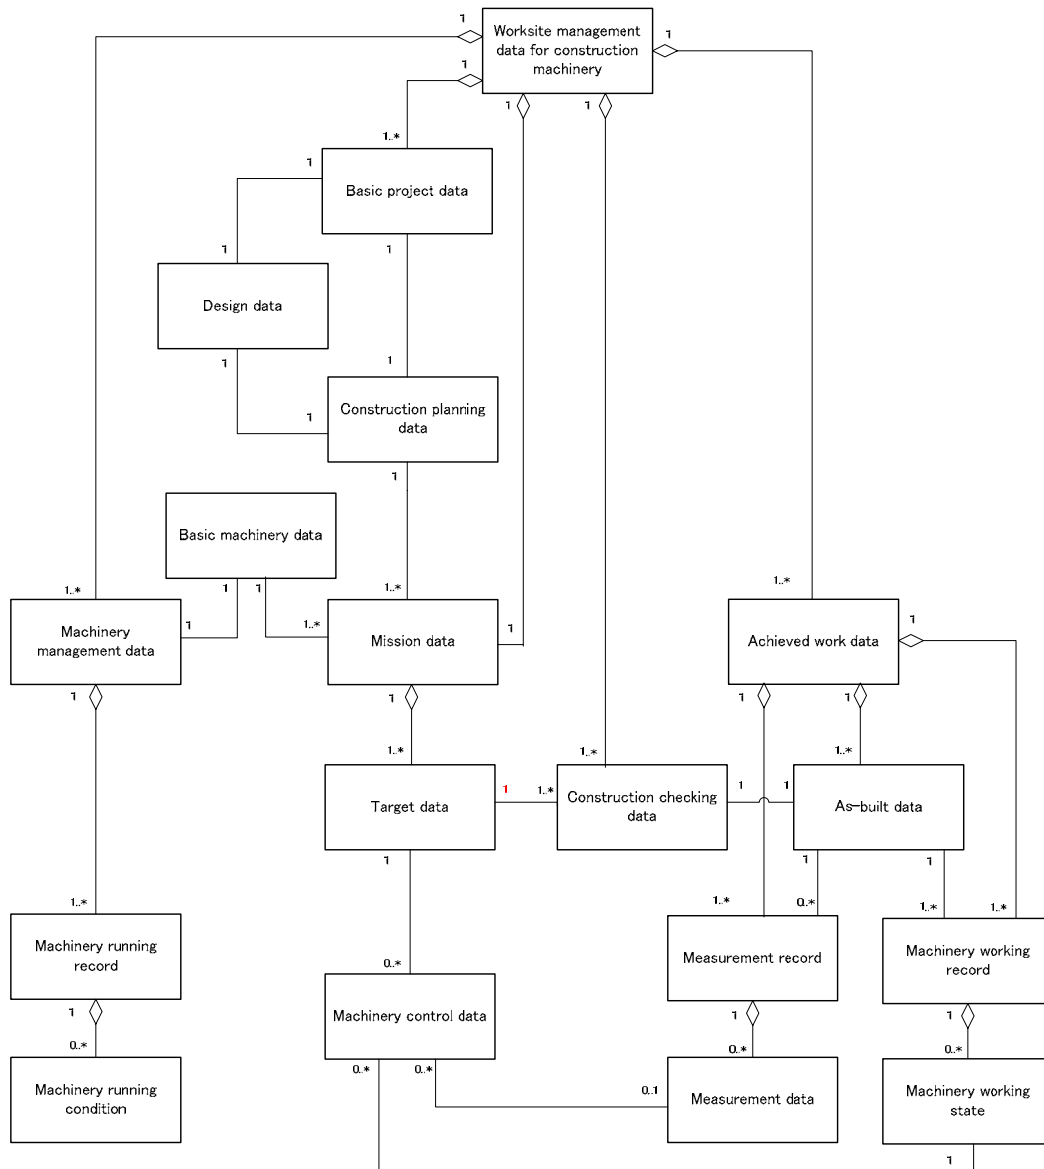 1
Worksite management
data for construction
machinery
1
1
1
1
1
1..*
1
Basic project data
1
1
Design data
1
1
1
Construction planning
data
1
Basic machinery data
1
1
1..*
1..*
1..*
1
1..*
1
Machinery
management data
Mission data
Achieved work data
1
1
1
1
1
1..*
1..*
1..*
1
1..*
1
1
Target data
Construction checking
data
As-built data
1
1
1
1..*
1..*
0..*
1..*
1..*
Machinery running
record
Measurement record
Machinery working
record
0..*
1
Machinery control data
1
1
0..*
0..*
0..*
0..*
0..*
Machinery running
condition
0..1
Measurement data
Machinery working
state
1